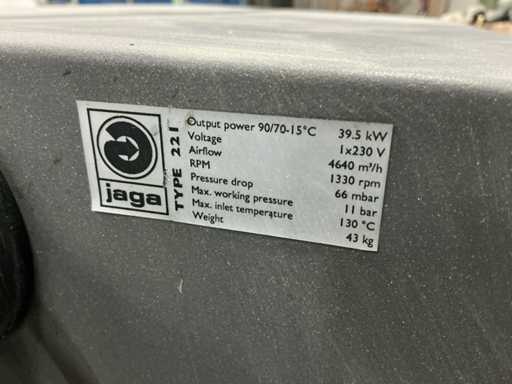 jaga
TYPE 221
Output power 90/70-15°C 39.5 kW
Voltage 1x230 V
Airflow 4640 m³/h
RPM 1330 rpm
Pressure drop 66 mbar
Max. working pressure 11 bar
Max. inlet temperature 130 °C
Weight 43 kg